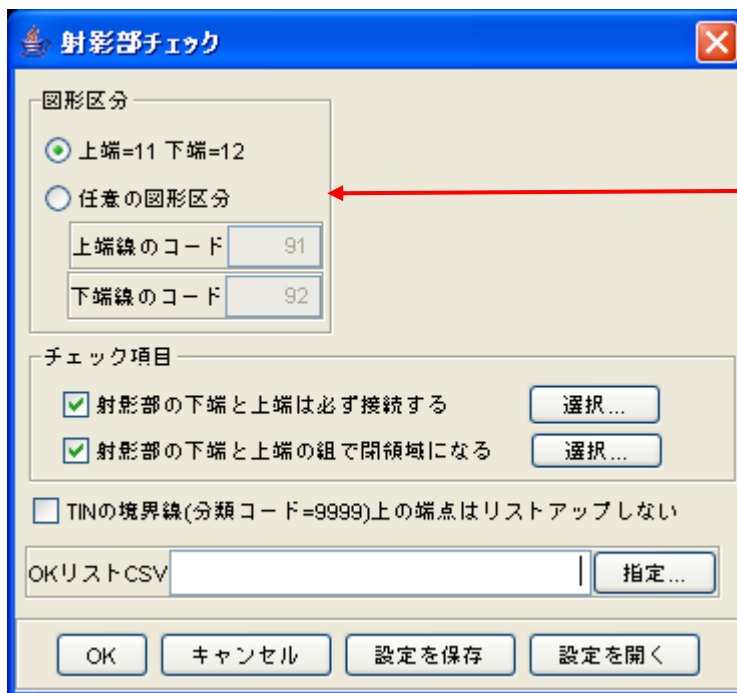 射影部チェック
図形区分
上端=11 下端=12
任意の図形区分
上端線のコード 91
下端線のコード 92
チェック項目
射影部の下端と上端は必ず接続する 選択...
射影部の下端と上端の組で閉領域になる 選択...
TINの境界線(分類コード=9999)上の端点はリストアップしない
OKリストCSV 指定...
OK キャンセル 設定を保存 設定を開く